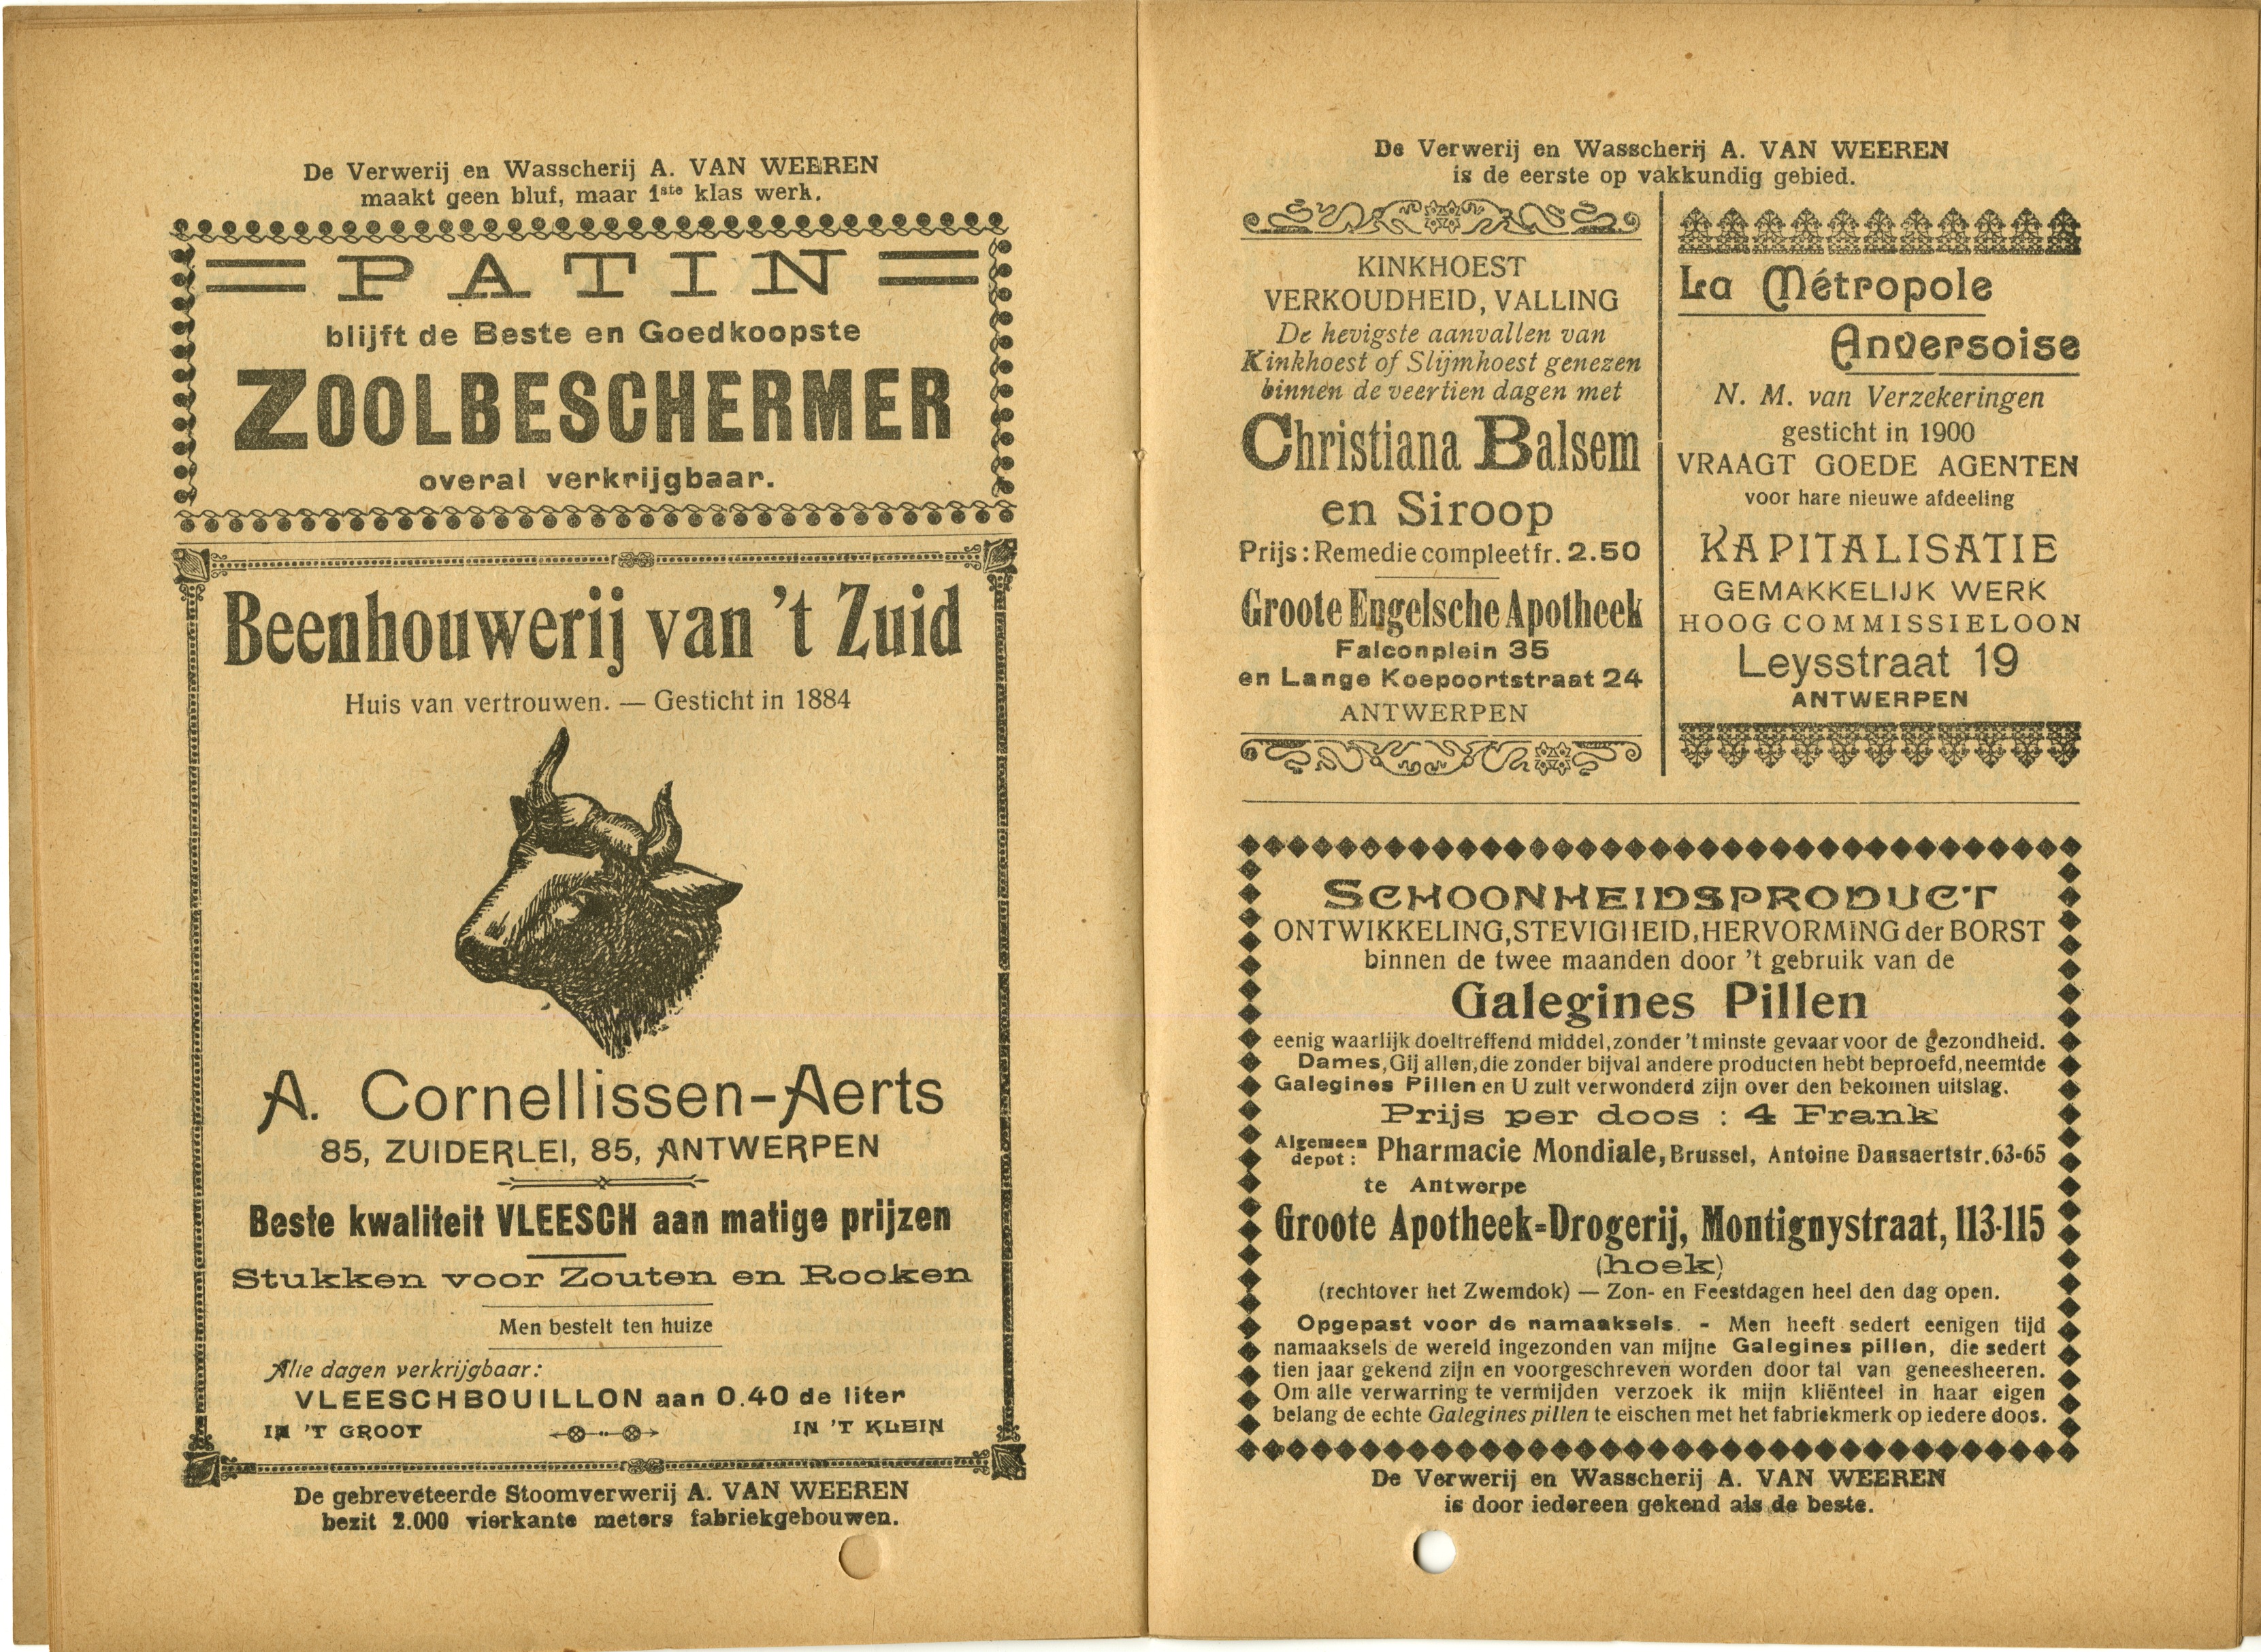 De Verwerij en Wasscherij A. VAN WEEREN
maakt geen bluf, maar 1ste klas werk.
PATIN
blijft de Beste en Goedkoopste
ZOOLBESCHERMER
overal verkrijgbaar.
Beenhouwerij van 't Zuid
Huis van vertrouwen. — Gesticht in 1884
A. Cornellissen-Aerts
85, ZUIDERLEI, 85, ANTWERPEN
Beste kwaliteit VLEESCH aan matige prijzen
Stukken voor Zouten en Rooken
Men bestelt ten huize
Alle dagen verkrijgbaar:
VLEESCHBOUILLON aan 0.40 de liter
IN 'T GROOT IN 'T KLEIN
De gebreveteerde Stoomverwerij A. VAN WEEREN
bezit 2.000 vierkante meters fabriekgebouwen.
De Verwerij en Wasscherij A. VAN WEEREN
is de eerste op vakkundig gebied.
KINKHOEST
VERKOUDHEID, VALLING
De hevigste aanvallen van
Kinkhoest of Slijmhoest genezen
binnen de veertien dagen met
Christiana Balsem
en Siroop
Prijs: Remedie compleet fr. 2.50
Groote Engelsche Apotheek
Falconplein 35
en Lange Koepoortstraat 24
ANTWERPEN
La Métropole
Anversoise
N. M. van Verzekeringen
gesticht in 1900
VRAAGT GOEDE AGENTEN
voor hare nieuwe afdeeling
KAPITALISATIE
GEMAKKELIJK WERK
HOOG COMMISSIELOON
Leysstraat 19
ANTWERPEN
SCHOONHEIDSPRODUCT
ONTWIKKELING, STEVIGHEID, HERVORMING der BORST
binnen de twee maanden door 't gebruik van de
Galegines Pillen
eenig waarlijk doeltreffend middel, zonder 't minste gevaar voor de gezondheid.
Dames, Gij allen, die zonder bijval andere producten hebt beproefd, neemt de
Galegines Pillen en U zult verwonderd zijn over den bekomen uitslag.
Prijs per doos : 4 Frank
Algemeen depot : Pharmacie Mondiale, Brussel, Antoine Dansaertstr. 63-65
te Antwerpe
Groote Apotheek-Drogerij, Montignystraat, 113-115
(hoek)
(rechtover het Zwemdok) — Zon- en Feestdagen heel den dag open.
Opgepast voor de namaaksels. - Men heeft sedert eenigen tijd
namaaksels de wereld ingezonden van mijne Galegines pillen, die sedert
tien jaar gekend zijn en voorgeschreven worden door tal van geneesheeren.
Om alle verwarring te vermijden verzoek ik mijn kliënteel in haar eigen
belang de echte Galegines pillen te eischen met het fabriekmerk op iedere doos.
De Verwerij en Wasscherij A. VAN WEEREN
is door iedereen gekend als de beste.